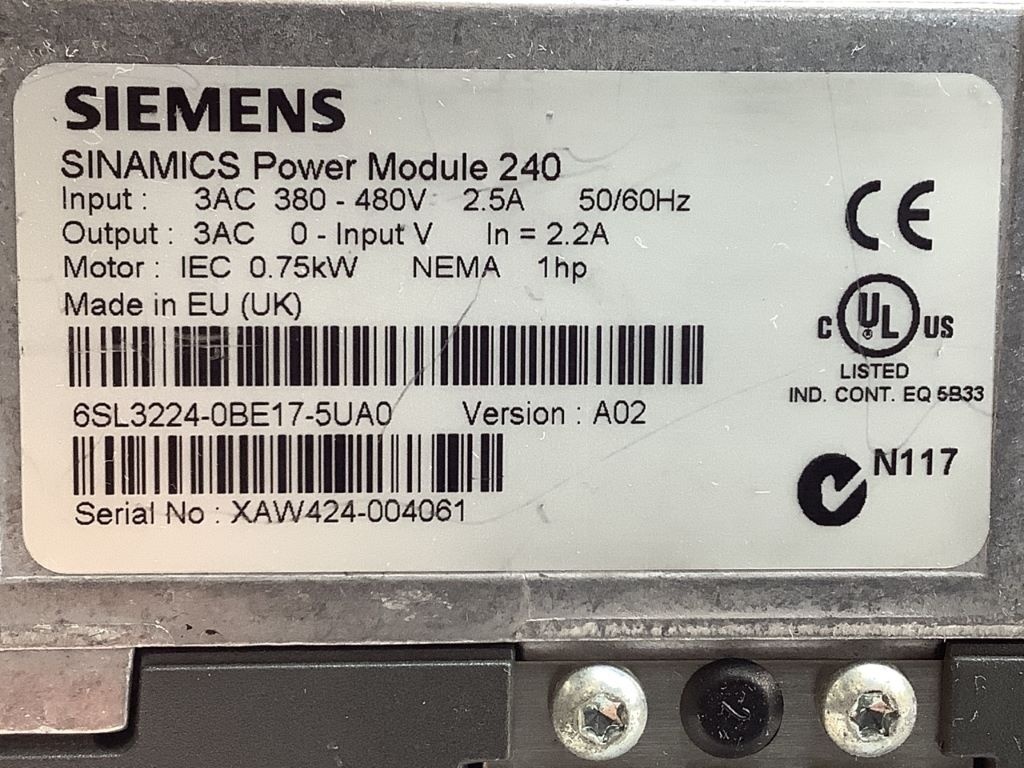 SIEMENS
SINAMICS Power Module 240
Input : 3AC 380 - 480V 2.5A 50/60Hz
Output : 3AC 0 - Input V In = 2.2A
Motor : IEC 0.75kW NEMA 1hp
Made in EU (UK)
6SL3224-0BE17-5UA0 Version : A02
Serial No : XAW424-004061
CE
C UL ® US
LISTED
IND. CONT. EQ 5B33
N117